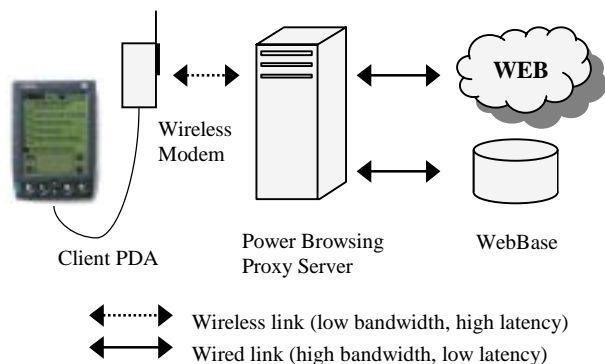 WEB
Wireless
Modem
Client PDA
Power Browsing
Proxy Server
WebBase
Wireless link (low bandwidth, high latency)
Wired link (high bandwidth, low latency)